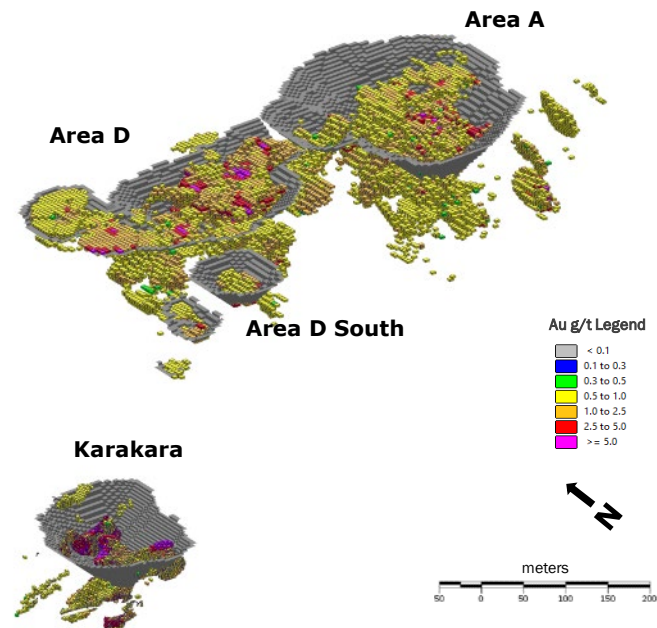 Area A
Area D
Area D South
Au g/t Legend
< 0.1
0.1 to 0.3
0.3 to 0.5
0.5 to 1.0
1.0 to 2.5
2.5 to 5.0
>= 5.0
Karakara
N
meters
50 0 50 100 150 200